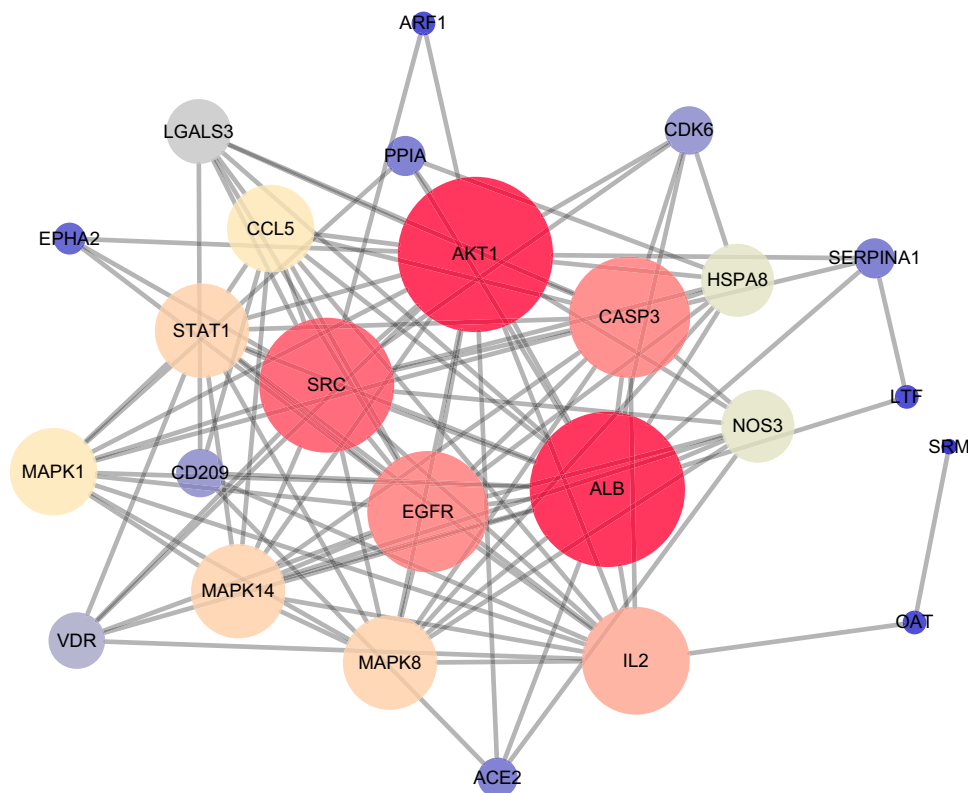 ARF1
LGALS3
CDK6
PPIA
CCL5
EPHA2
AKT1
SERPINA1
HSPA8
CASP3
STAT1
SRC
LTF
NOS3
SRM
MAPK1
CD209
ALB
EGFR
MAPK14
OAT
VDR
MAPK8
IL2
ACE2